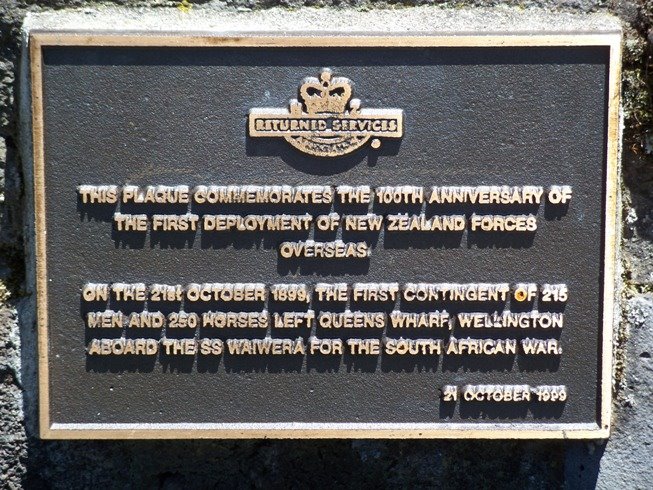 N Z
RETURNED SERVICES
ASSOCIATION
THIS PLAQUE COMMEMORATES THE 100TH ANNIVERSARY OF
THE FIRST DEPLOYMENT OF NEW ZEALAND FORCES
OVERSEAS.
ON THE 21st OCTOBER 1899, THE FIRST CONTINGENT OF 215
MEN AND 250 HORSES LEFT QUEENS WHARF, WELLINGTON
ABOARD THE SS WAIWERA FOR THE SOUTH AFRICAN WAR.
21 OCTOBER 1999